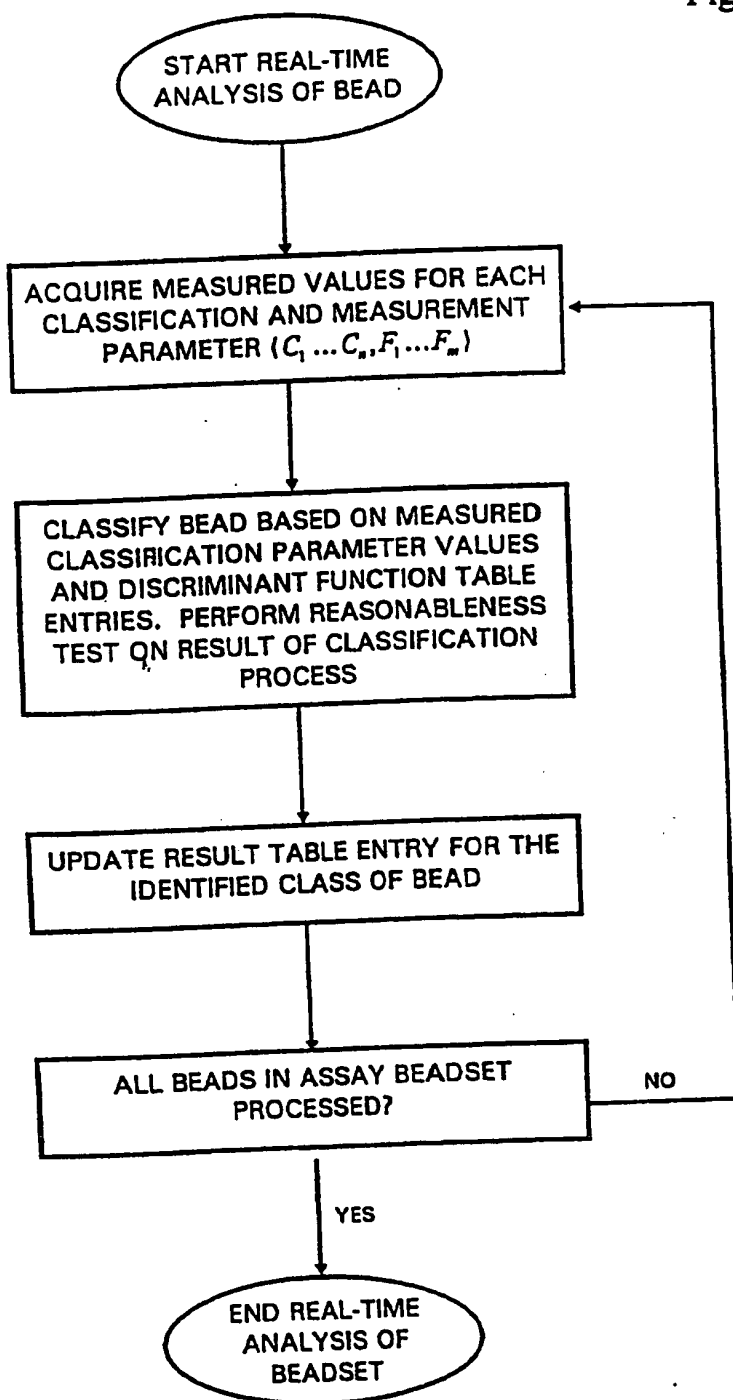 Fig
START REAL-TIME
ANALYSIS OF BEAD
ACQUIRE MEASURED VALUES FOR EACH
CLASSIFICATION AND MEASUREMENT
PARAMETER (C₁ ... Cₙ, F₁ ... Fₘ)
CLASSIFY BEAD BASED ON MEASURED
CLASSIFICATION PARAMETER VALUES
AND DISCRIMINANT FUNCTION TABLE
ENTRIES. PERFORM REASONABLENESS
TEST ON RESULT OF CLASSIFICATION
PROCESS
UPDATE RESULT TABLE ENTRY FOR THE
IDENTIFIED CLASS OF BEAD
ALL BEADS IN ASSAY BEADSET
PROCESSED?
NO
YES
END REAL-TIME
ANALYSIS OF
BEADSET